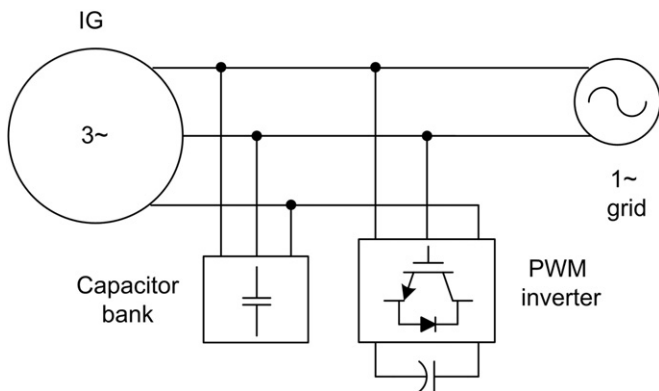 IG
3~
1~
grid
Capacitor
bank
PWM
inverter